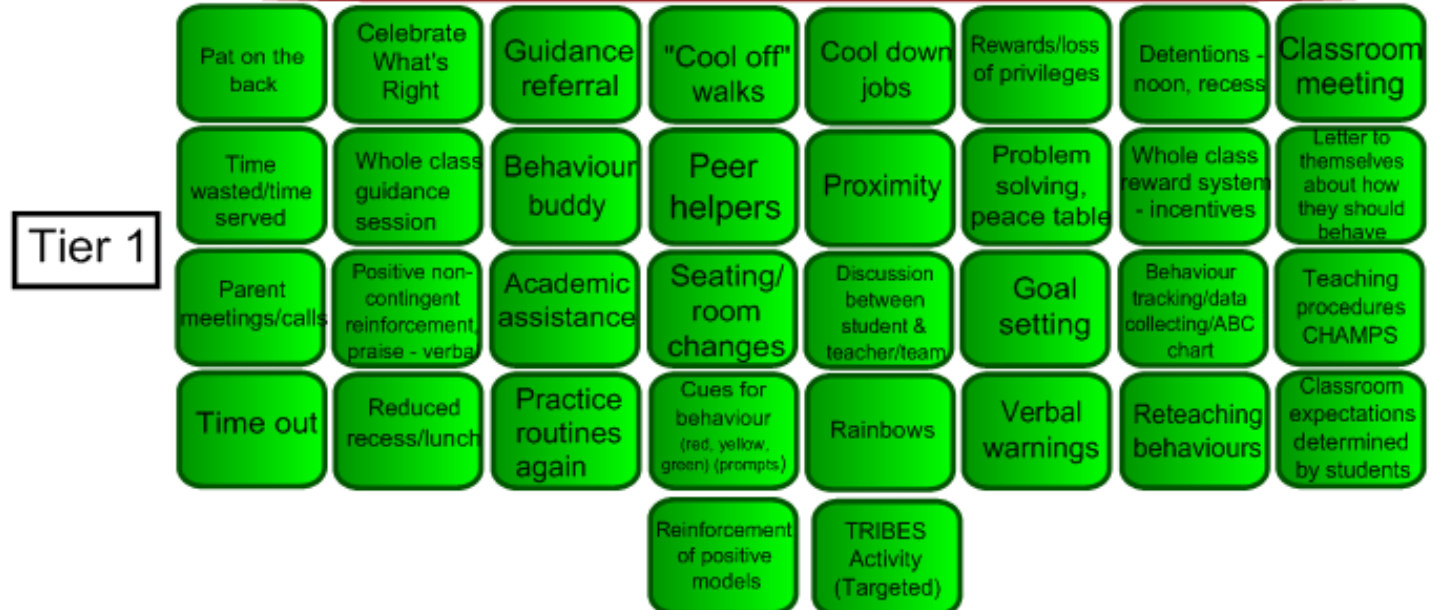 Pat on the
back
Celebrate
What's
Right
Guidance
referral
"Cool off"
walks
Cool down
jobs
Rewards/loss
of privileges
Detentions -
noon, recess
Classroom
meeting
Time
wasted/time
served
Whole class
guidance
session
Behaviour
buddy
Peer
helpers
Proximity
Problem
solving,
peace table
Whole class
reward system
- incentives
Letter to
themselves
about how
they should
behave
Tier 1
Parent
meetings/calls
Positive non-
contingent
reinforcement,
praise - verbal
Academic
assistance
Seating/
room
changes
Discussion
between
student &
teacher/team
Goal
setting
Behaviour
tracking/data
collecting/ABC
chart
Teaching
procedures
CHAMPS
Time out
Reduced
recess/lunch
Practice
routines
again
Cues for
behaviour
(red, yellow,
green) (prompts)
Rainbows
Verbal
warnings
Reteaching
behaviours
Classroom
expectations
determined
by students
Reinforcement
of positive
models
TRIBES
Activity
(Targeted)